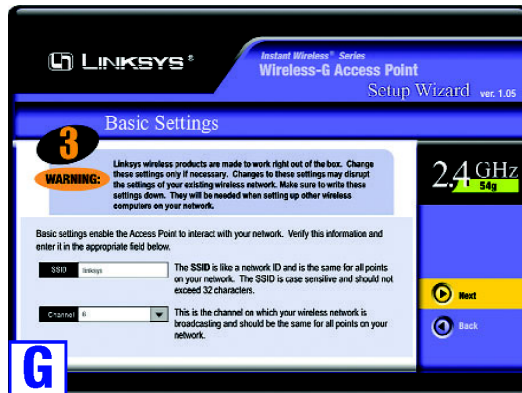 LINKSYS®
Instant Wireless® Series
Wireless-G Access Point
Setup Wizard ver. 1.05
Basic Settings
3
WARNING:
Linksys wireless products are made to work right out of the box. Change
these settings only if necessary. Changes to these settings may disrupt
the settings of your existing wireless network. Make sure to write these
settings down. They will be needed when setting up other wireless
computers on your network.
2.4 GHz
54g
Basic settings enable the Access Point to interact with your network. Verify this information and
enter it in the appropriate field below.
SSID linksys
The SSID is like a network ID and is the same for all points
on your network. The SSID is case sensitive and should not
exceed 32 characters.
Channel 6
This is the channel on which your wireless network is
broadcasting and should be the same for all points on your
network.
Next
Back
G